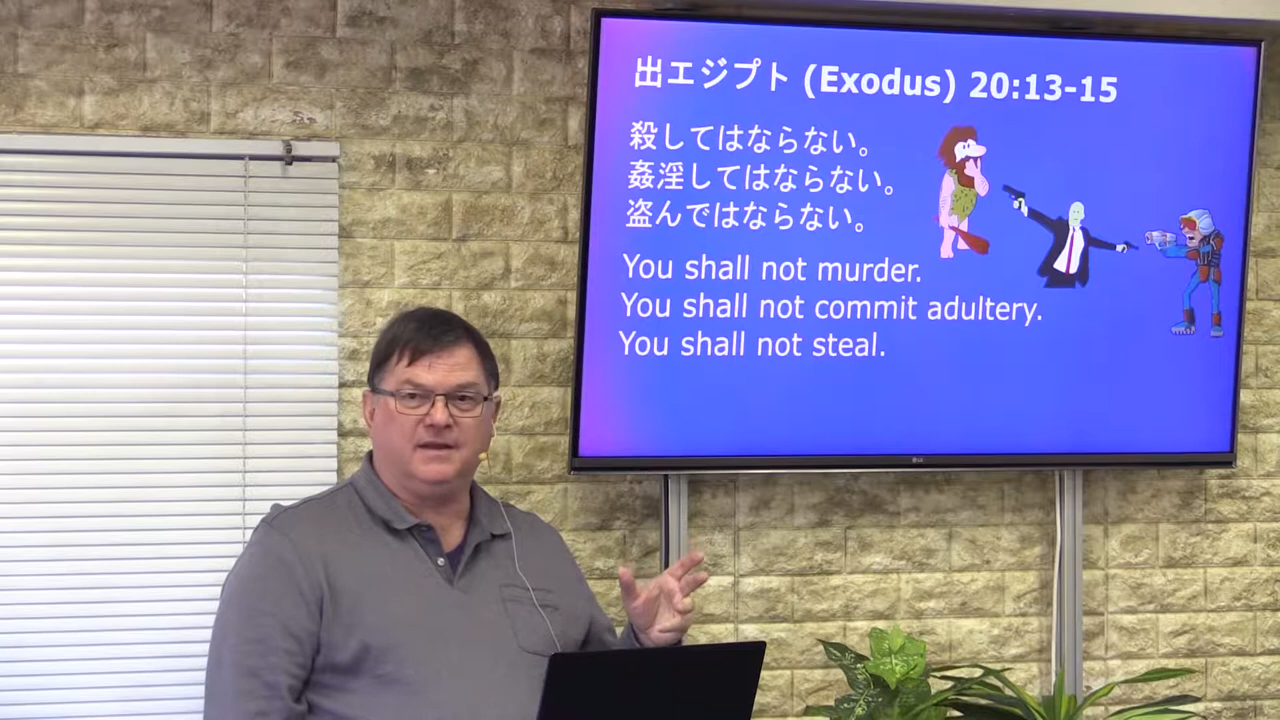 出エジプト (Exodus) 20:13-15
殺してはならない。
姦淫してはならない。
盗んではならない。
You shall not murder.
You shall not commit adultery.
You shall not steal.
LG